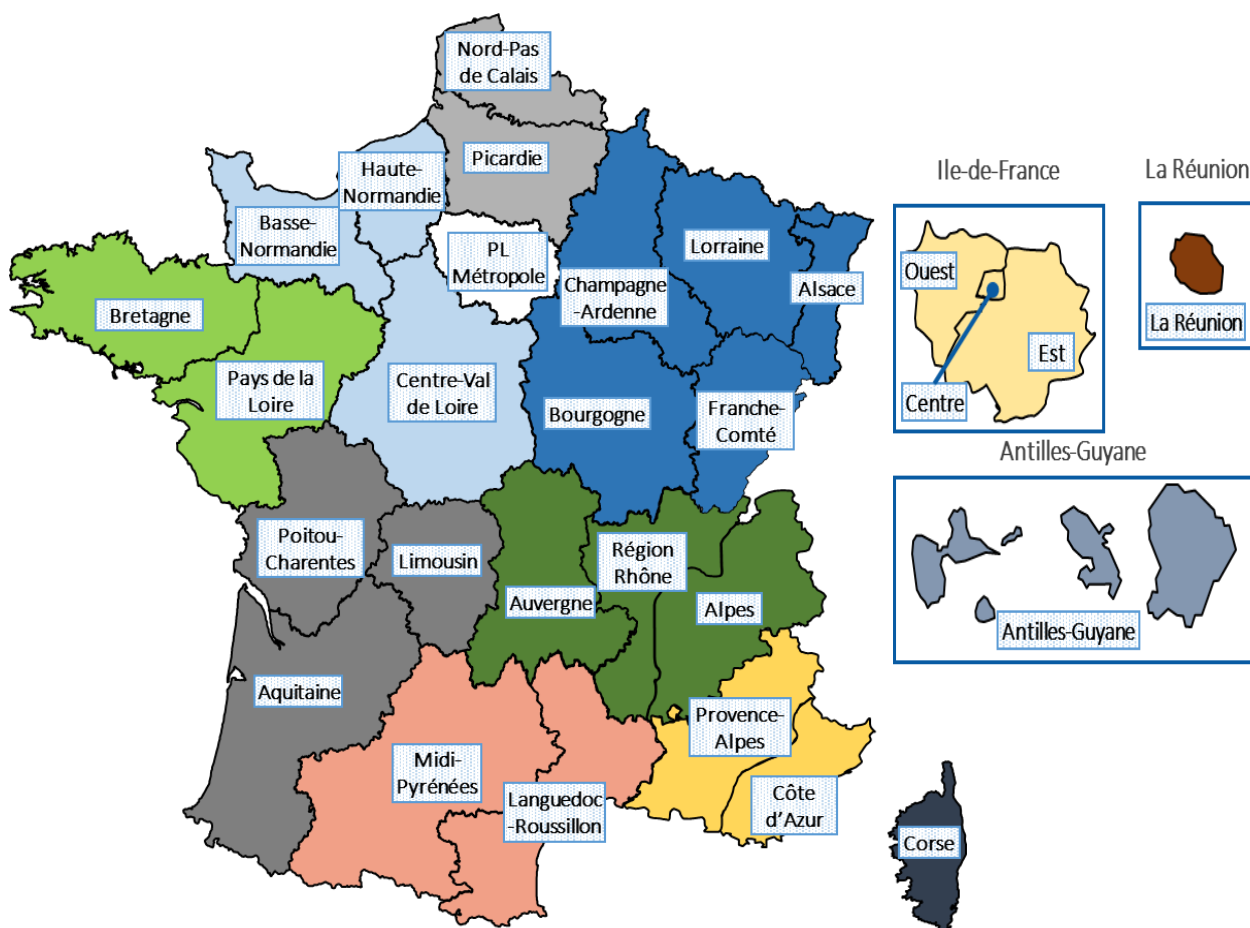 Nord-Pas
de Calais
Picardie
Haute-
Normandie
Basse-
Normandie
PL
Métropole
Lorraine
Champagne
-Ardenne
Alsace
Bretagne
Pays de la
Loire
Centre-Val
de Loire
Bourgogne
Franche-
Comté
Poitou-
Charentes
Limousin
Région
Rhône
Auvergne
Alpes
Aquitaine
Provence-
Alpes
Midi-
Pyrénées
Languedoc
-Roussillon
Côte
d’Azur
Corse
Ile-de-France
Ouest
Est
Centre
La Réunion
La Réunion
Antilles-Guyane
Antilles-Guyane